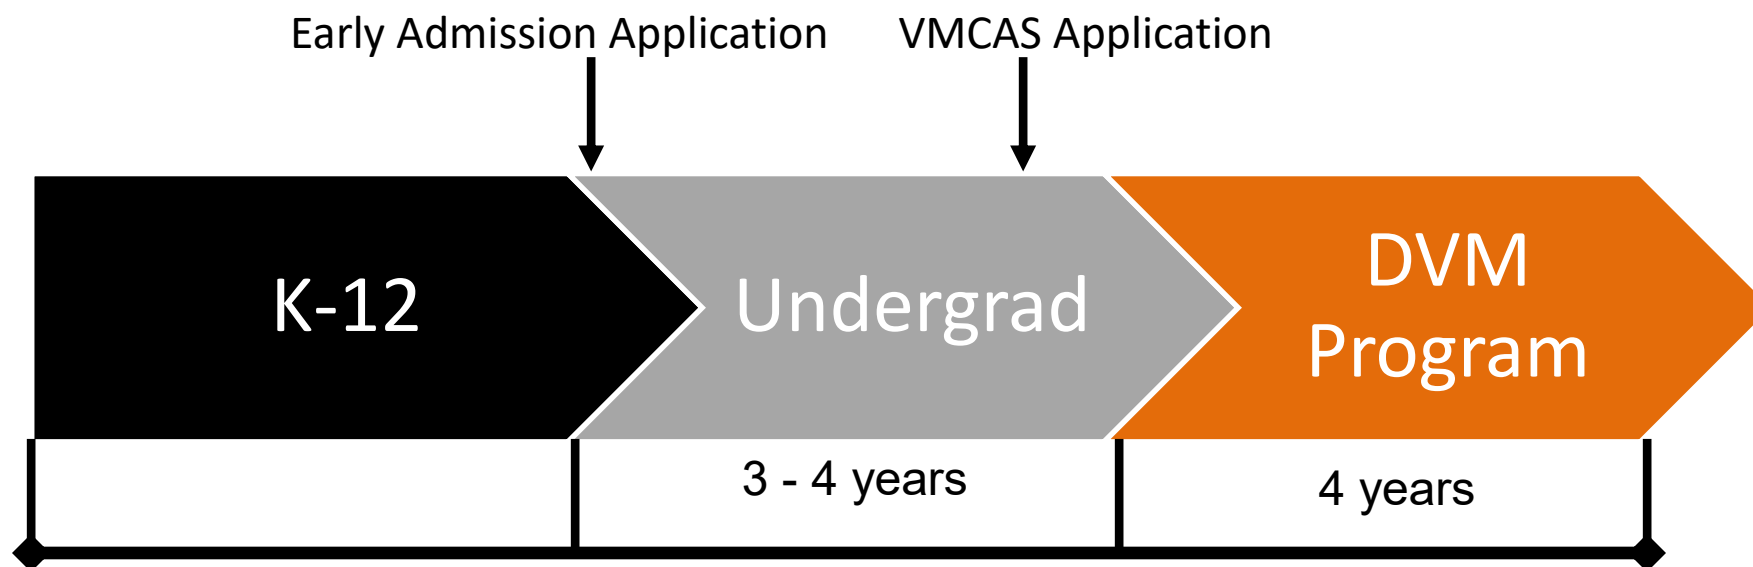 Early Admission Application
VMCAS Application
K-12
Undergrad
DVM
Program
3 - 4 years
4 years